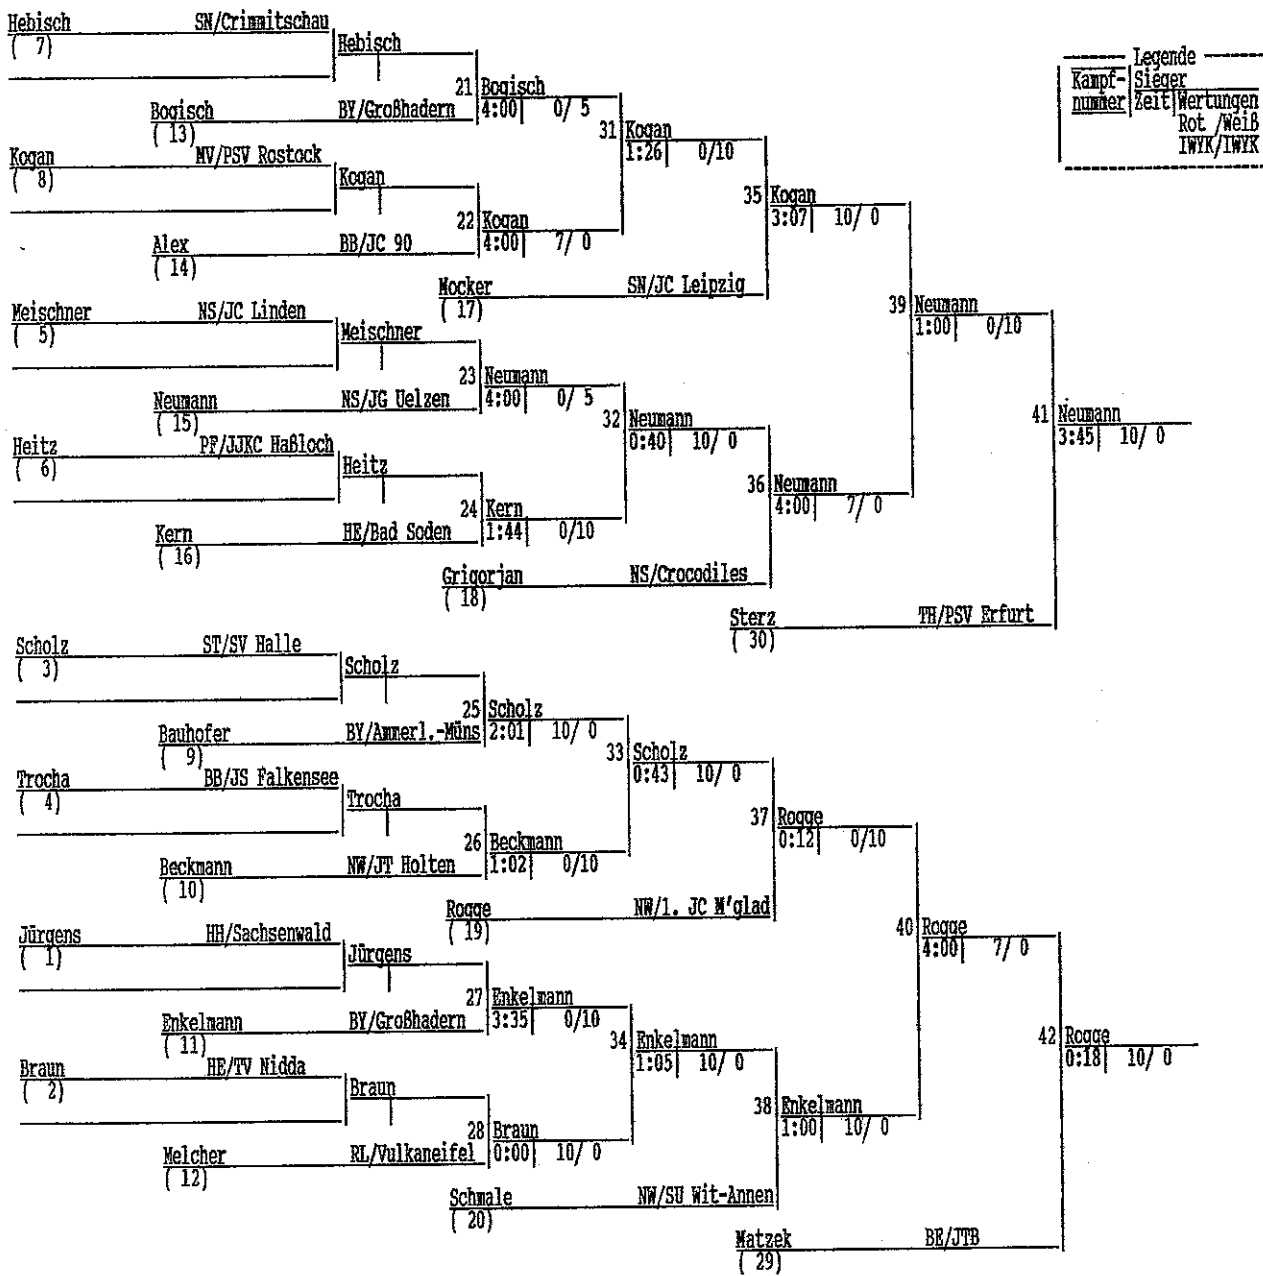 Hebisch SN/Crimmitschau
( 7)
Hebisch
Legende
Kampf- Sieger
nummer Zeit Wertungen
Rot /Weiß
IWYK/IWYK
21 Bogisch
4:00 0/ 5
Bogisch BY/Großhadern
( 13)
31 Kogan
1:26 0/10
Kogan MV/PSV Rostock
( 8)
Kogan
35 Kogan
3:07 10/ 0
22 Kogan
4:00 7/ 0
Alex BB/JC 90
( 14)
Mocker SN/JC Leipzig
( 17)
Meischner NS/JC Linden
( 5)
Meischner
39 Neumann
1:00 0/10
23 Neumann
4:00 0/ 5
Neumann NS/JG Uelzen
( 15)
32 Neumann
0:40 10/ 0
41 Neumann
3:45 10/ 0
Heitz PF/JJKC Haßloch
( 6)
Heitz
36 Neumann
4:00 7/ 0
24 Kern
1:44 0/10
Kern HE/Bad Soden
( 16)
Grigorjan NS/Crocodiles
( 18)
Sterz TH/PSV Erfurt
( 30)
Scholz ST/SV Halle
( 3)
Scholz
25 Scholz
2:01 10/ 0
Bauhofer BY/Ammerl.-Müns
( 9)
33 Scholz
0:43 10/ 0
Trocha BB/JS Falkensee
( 4)
Trocha
37 Rogge
0:12 0/10
26 Beckmann
1:02 0/10
Beckmann NW/JT Holten
( 10)
Rogge NW/1. JC M'glad
( 19)
Jürgens HH/Sachsenwald
( 1)
Jürgens
40 Rogge
4:00 7/ 0
27 Enkelmann
3:35 0/10
Enkelmann BY/Großhadern
( 11)
34 Enkelmann
1:05 10/ 0
42 Rogge
0:18 10/ 0
Braun HE/TV Nidda
( 2)
Braun
38 Enkelmann
1:00 10/ 0
28 Braun
0:00 10/ 0
Melcher RL/Vulkaneifel
( 12)
Schmale NW/SU Wit-Annen
( 20)
Matzek BE/JTB
( 29)